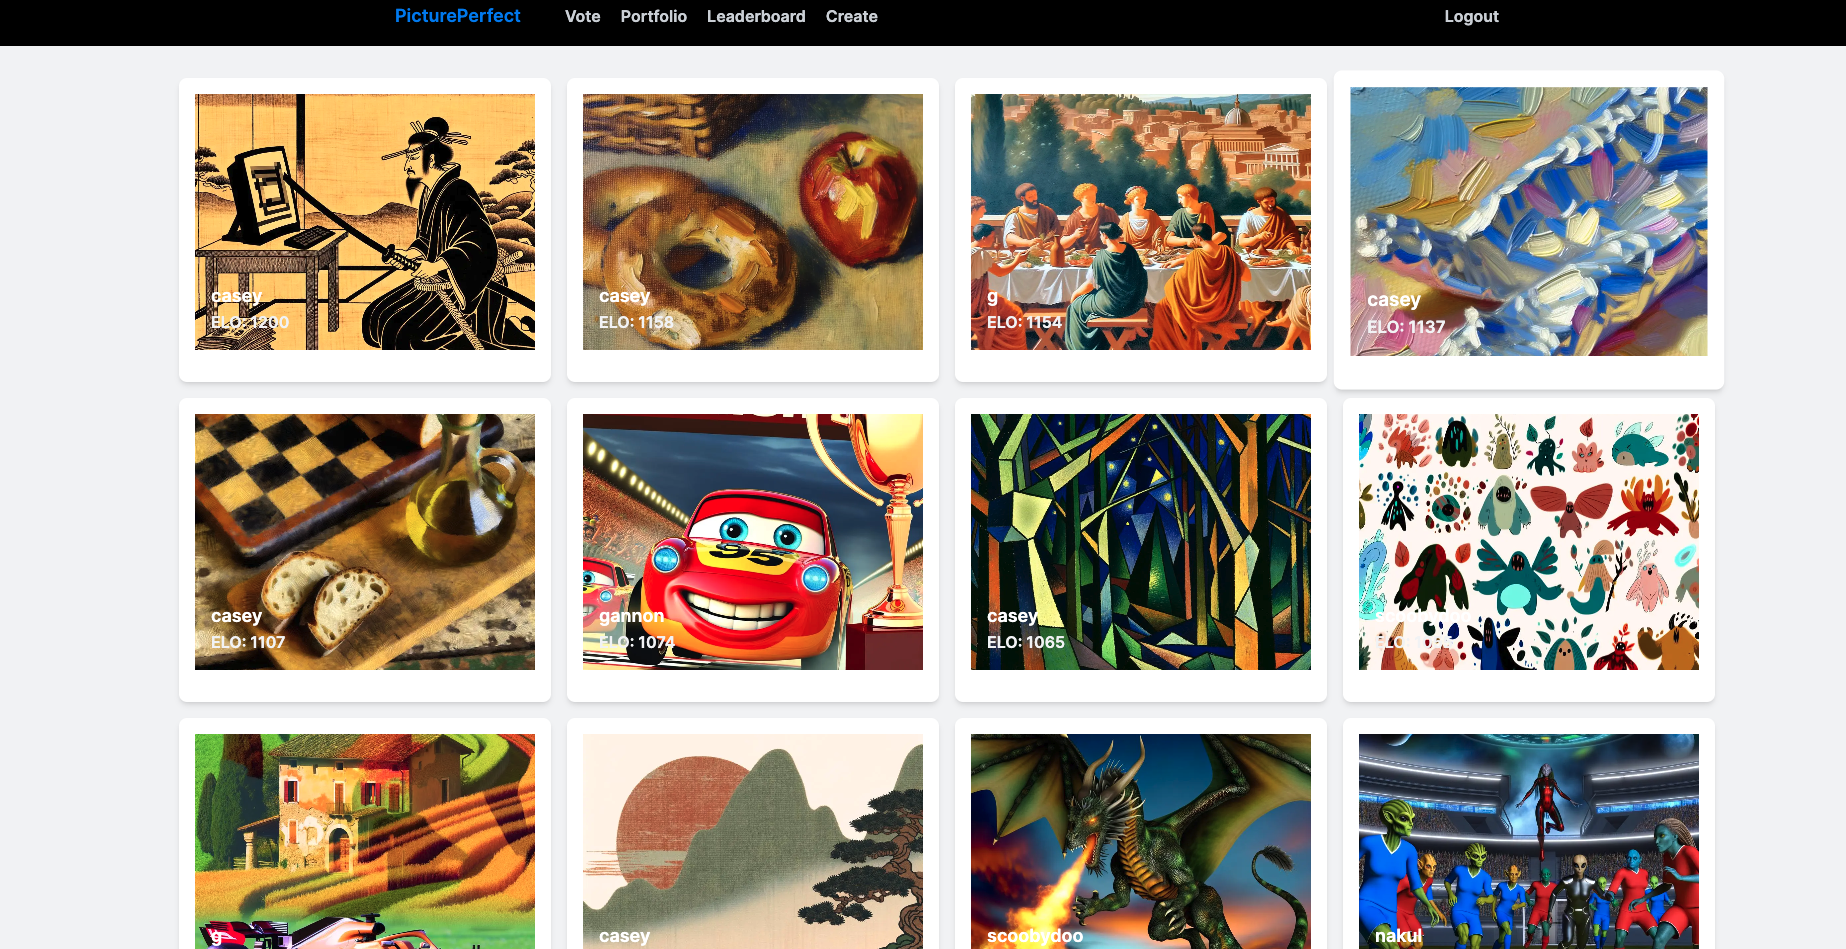 PicturePerfect
Vote
Portfolio
Leaderboard
Create
Logout
casey
ELO: 1200
casey
ELO: 1158
g
ELO: 1154
casey
ELO: 1137
casey
ELO: 1107
95
gannon
ELO: 1074
casey
ELO: 1065
g
casey
scoobydoo
nakul